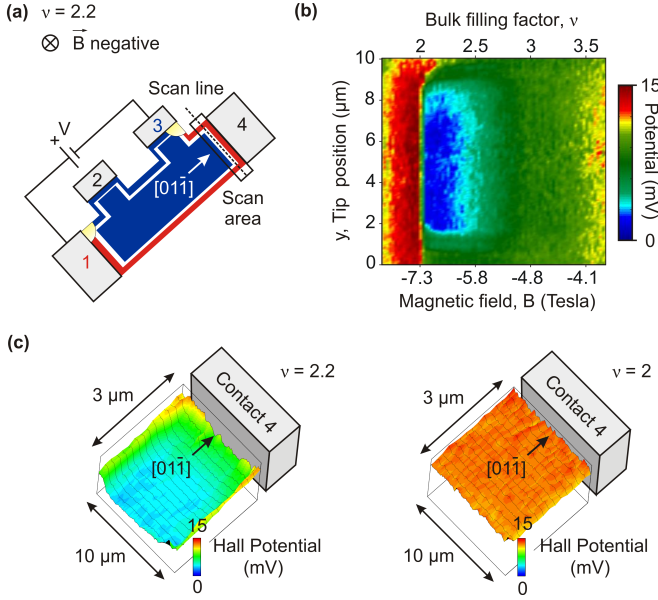 (a)
ν = 2.2
⊗ B⃗ negative
Scan line
+V
3
4
2
[011̄]
Scan area
1
(b)
Bulk filling factor, ν
2 2.5 3 3.5
y, Tip position (μm)
10
8
6
4
2
0
-7.3 -5.8 -4.8 -4.1
Magnetic field, B (Tesla)
15
0
Potential (mV)
(c)
ν = 2.2
Contact 4
3 μm
[011̄]
10 μm
15
0
Hall Potential
(mV)
ν = 2
Contact 4
3 μm
[011̄]
10 μm
15
0
Hall Potential
(mV)